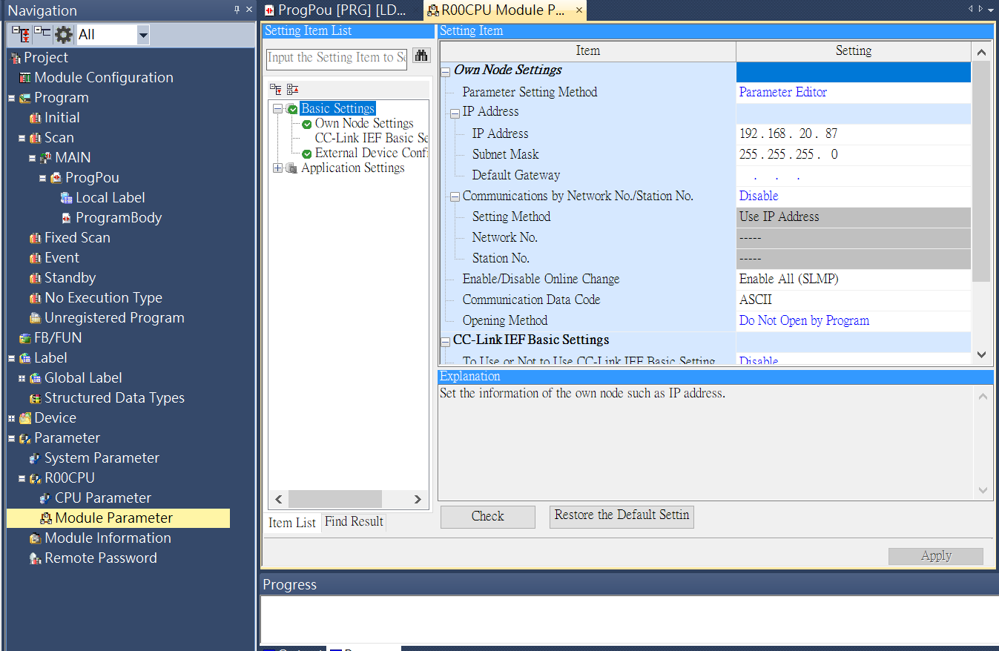 Navigation
All
Project
Module Configuration
Program
Initial
Scan
MAIN
ProgPou
Local Label
ProgramBody
Fixed Scan
Event
Standby
No Execution Type
Unregistered Program
FB/FUN
Label
Global Label
Structured Data Types
Device
Parameter
System Parameter
R00CPU
CPU Parameter
Module Parameter
Module Information
Remote Password
ProgPou [PRG] [LD...
R00CPU Module P...
Setting Item List
Input the Setting Item to Se
Basic Settings
Own Node Settings
CC-Link IEF Basic Se
External Device Confi
Application Settings
Item List
Find Result
Setting Item
Item Setting
Own Node Settings
Parameter Setting Method Parameter Editor
IP Address
IP Address 192 . 168 . 20 . 87
Subnet Mask 255 . 255 . 255 . 0
Default Gateway . . .
Communications by Network No./Station No. Disable
Setting Method Use IP Address
Network No. -----
Station No. -----
Enable/Disable Online Change Enable All (SLMP)
Communication Data Code ASCII
Opening Method Do Not Open by Program
CC-Link IEF Basic Settings
To Use or Not to Use CC-Link IEF Basic Setting Disable
Explanation
Set the information of the own node such as IP address.
Check
Restore the Default Settin
Apply
Progress